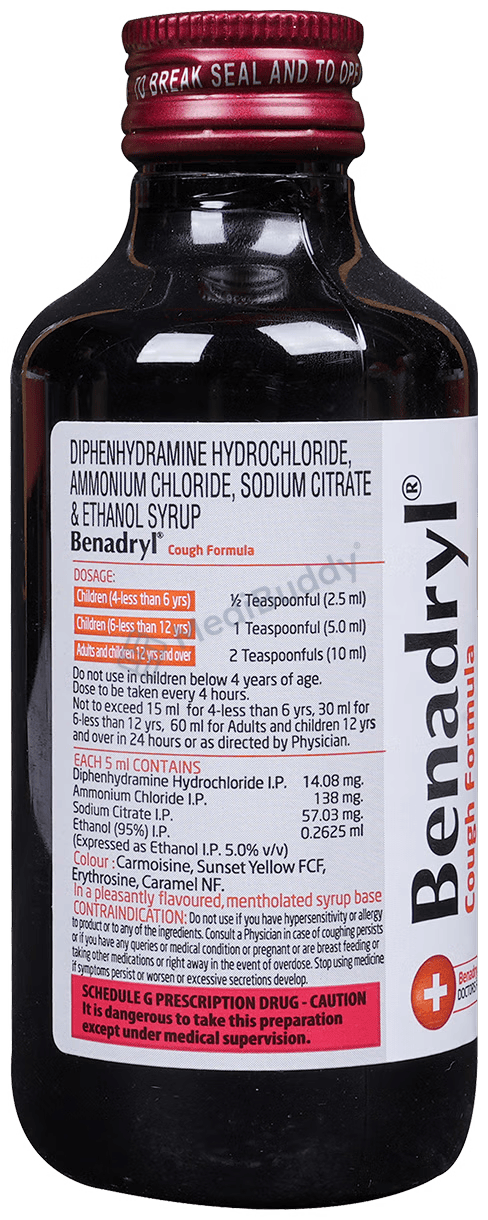 TO BREAK SEAL AND TO OPE
DIPHENHYDRAMINE HYDROCHLORIDE,
AMMONIUM CHLORIDE, SODIUM CITRATE
& ETHANOL SYRUP
Benadryl® Cough Formula
DOSAGE:
Children (4-less than 6 yrs) ½ Teaspoonful (2.5 ml)
Children (6-less than 12 yrs) 1 Teaspoonful (5.0 ml)
Adults and children 12 yrs and over 2 Teaspoonfuls (10 ml)
Do not use in children below 4 years of age.
Dose to be taken every 4 hours.
Not to exceed 15 ml for 4-less than 6 yrs, 30 ml for
6-less than 12 yrs, 60 ml for Adults and children 12 yrs
and over in 24 hours or as directed by Physician.
EACH 5 ml CONTAINS
Diphenhydramine Hydrochloride I.P. 14.08 mg.
Ammonium Chloride I.P. 138 mg.
Sodium Citrate I.P. 57.03 mg.
Ethanol (95%) I.P. 0.2625 ml
(Expressed as Ethanol I.P. 5.0% v/v)
Colour : Carmoisine, Sunset Yellow FCF,
Erythrosine, Caramel NF.
In a pleasantly flavoured, mentholated syrup base
CONTRAINDICATION: Do not use if you have hypersensitivity or allergy
to product or to any of the ingredients. Consult a Physician in case of coughing persists
or if you have any queries or medical condition or pregnant or are breast feeding or
taking other medications or right away in the event of overdose. Stop using medicine
if symptoms persist or worsen or excessive secretions develop.
SCHEDULE G PRESCRIPTION DRUG - CAUTION
It is dangerous to take this preparation
except under medical supervision.
Benadryl®
Cough Formula
Benadry
DOCTORS
MediBuddy